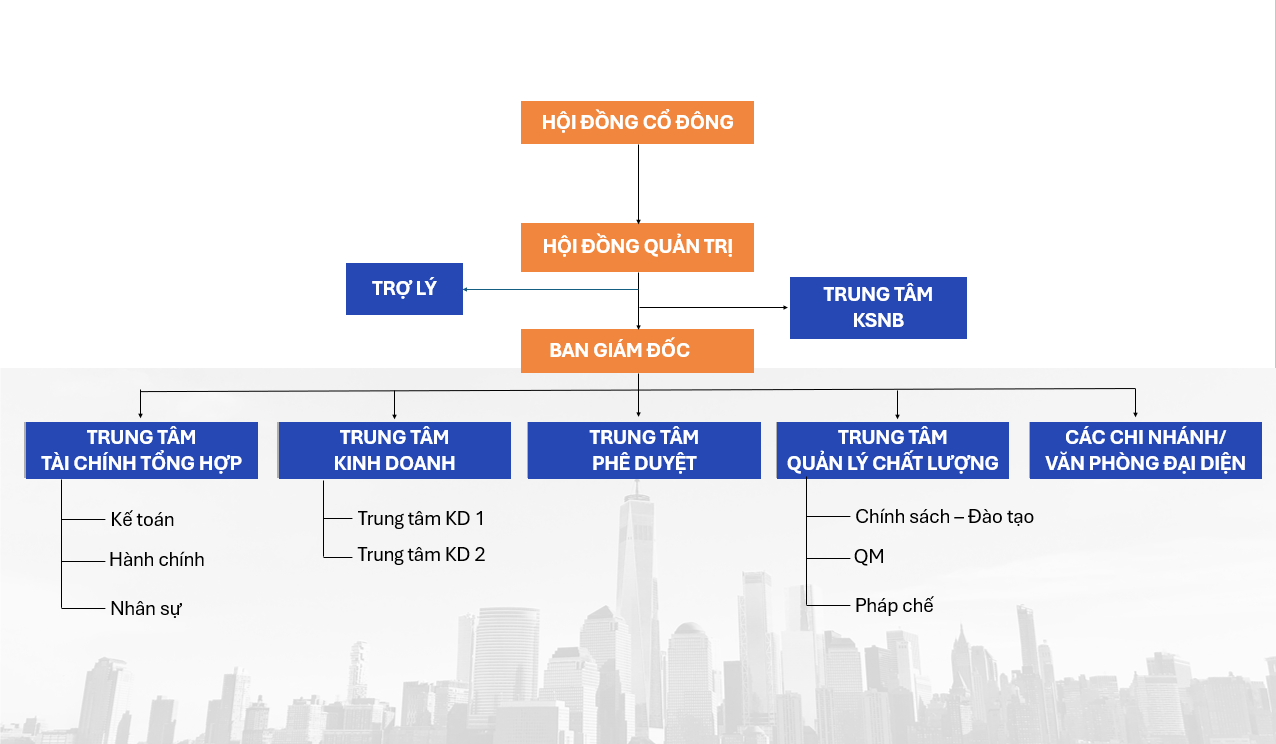 HỘI ĐỒNG CỔ ĐÔNG
HỘI ĐỒNG QUẢN TRỊ
TRỢ LÝ
TRUNG TÂM
KSNB
BAN GIÁM ĐỐC
TRUNG TÂM
TÀI CHÍNH TỔNG HỢP
TRUNG TÂM
KINH DOANH
TRUNG TÂM
PHÊ DUYỆT
TRUNG TÂM
QUẢN LÝ CHẤT LƯỢNG
CÁC CHI NHÁNH/
VĂN PHÒNG ĐẠI DIỆN
Kế toán
Hành chính
Nhân sự
Trung tâm KD 1
Trung tâm KD 2
Chính sách – Đào tạo
QM
Pháp chế